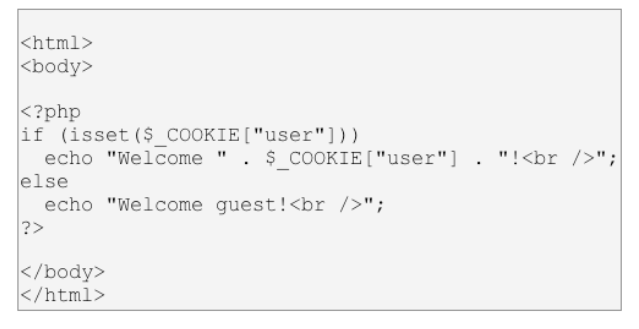 <html>
<body>
<?php
if (isset($_COOKIE["user"]))
  echo "Welcome " . $_COOKIE["user"] . "!<br />";
else
  echo "Welcome guest!<br />";
?>
</body>
</html>